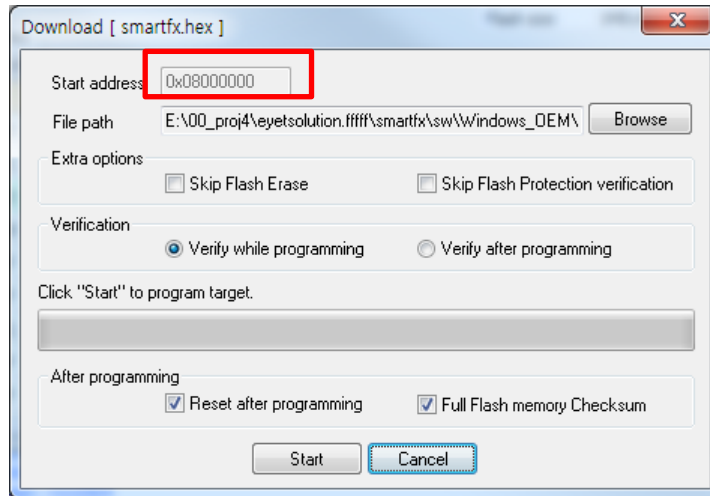 Download [ smartfx.hex ]
Start address 0x08000000
File path E:\00_proj4\eyetsolution.fffff\smartfx\sw\Windows_OEM\ Browse
Extra options
Skip Flash Erase Skip Flash Protection verification
Verification
Verify while programming Verify after programming
Click "Start" to program target.
After programming
Reset after programming Full Flash memory Checksum
Start Cancel